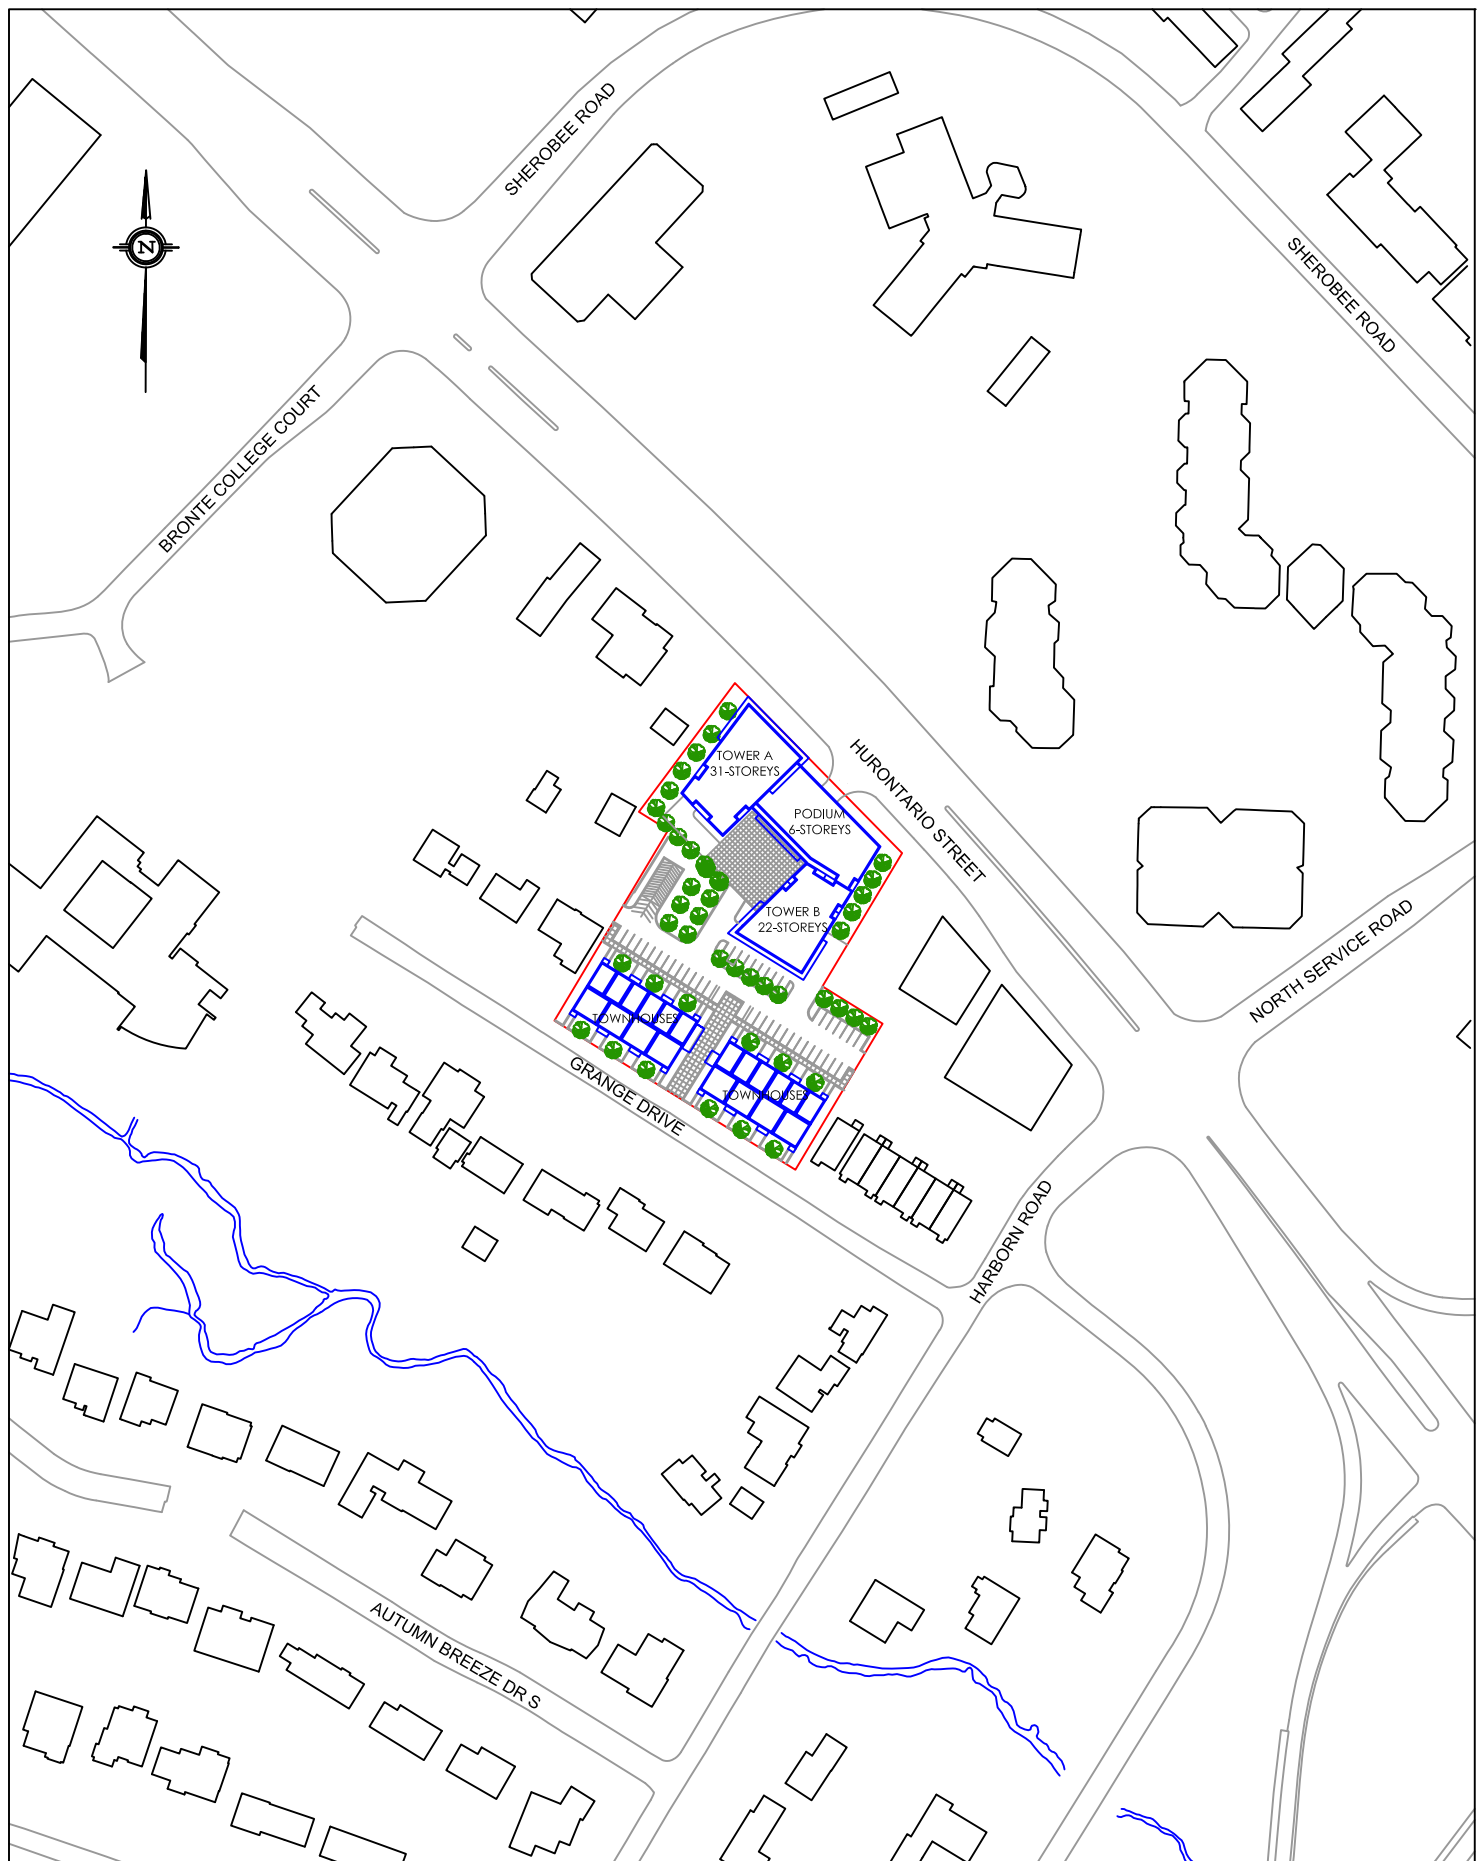 SHEROBEE ROAD
N
SHEROBEE ROAD
BRONTE COLLEGE COURT
TOWER A
31-STOREYS
HURONTARIO STREET
PODIUM
6-STOREYS
TOWER B
22-STOREYS
NORTH SERVICE ROAD
TOWNHOUSES
GRANGE DRIVE
TOWNHOUSES
HARBORN ROAD
AUTUMN BREEZE DR S